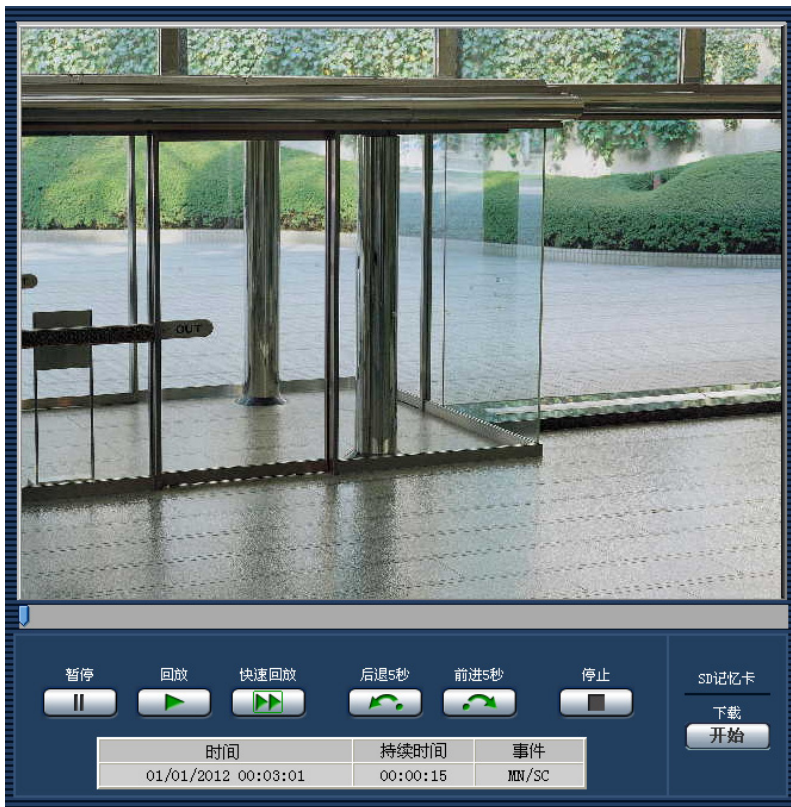 OUT
暂停 回放 快速回放 后退5秒 前进5秒 停止
SD记忆卡
下载
开始
时间 持续时间 事件
01/01/2012 00:03:01 00:00:15 MN/SC